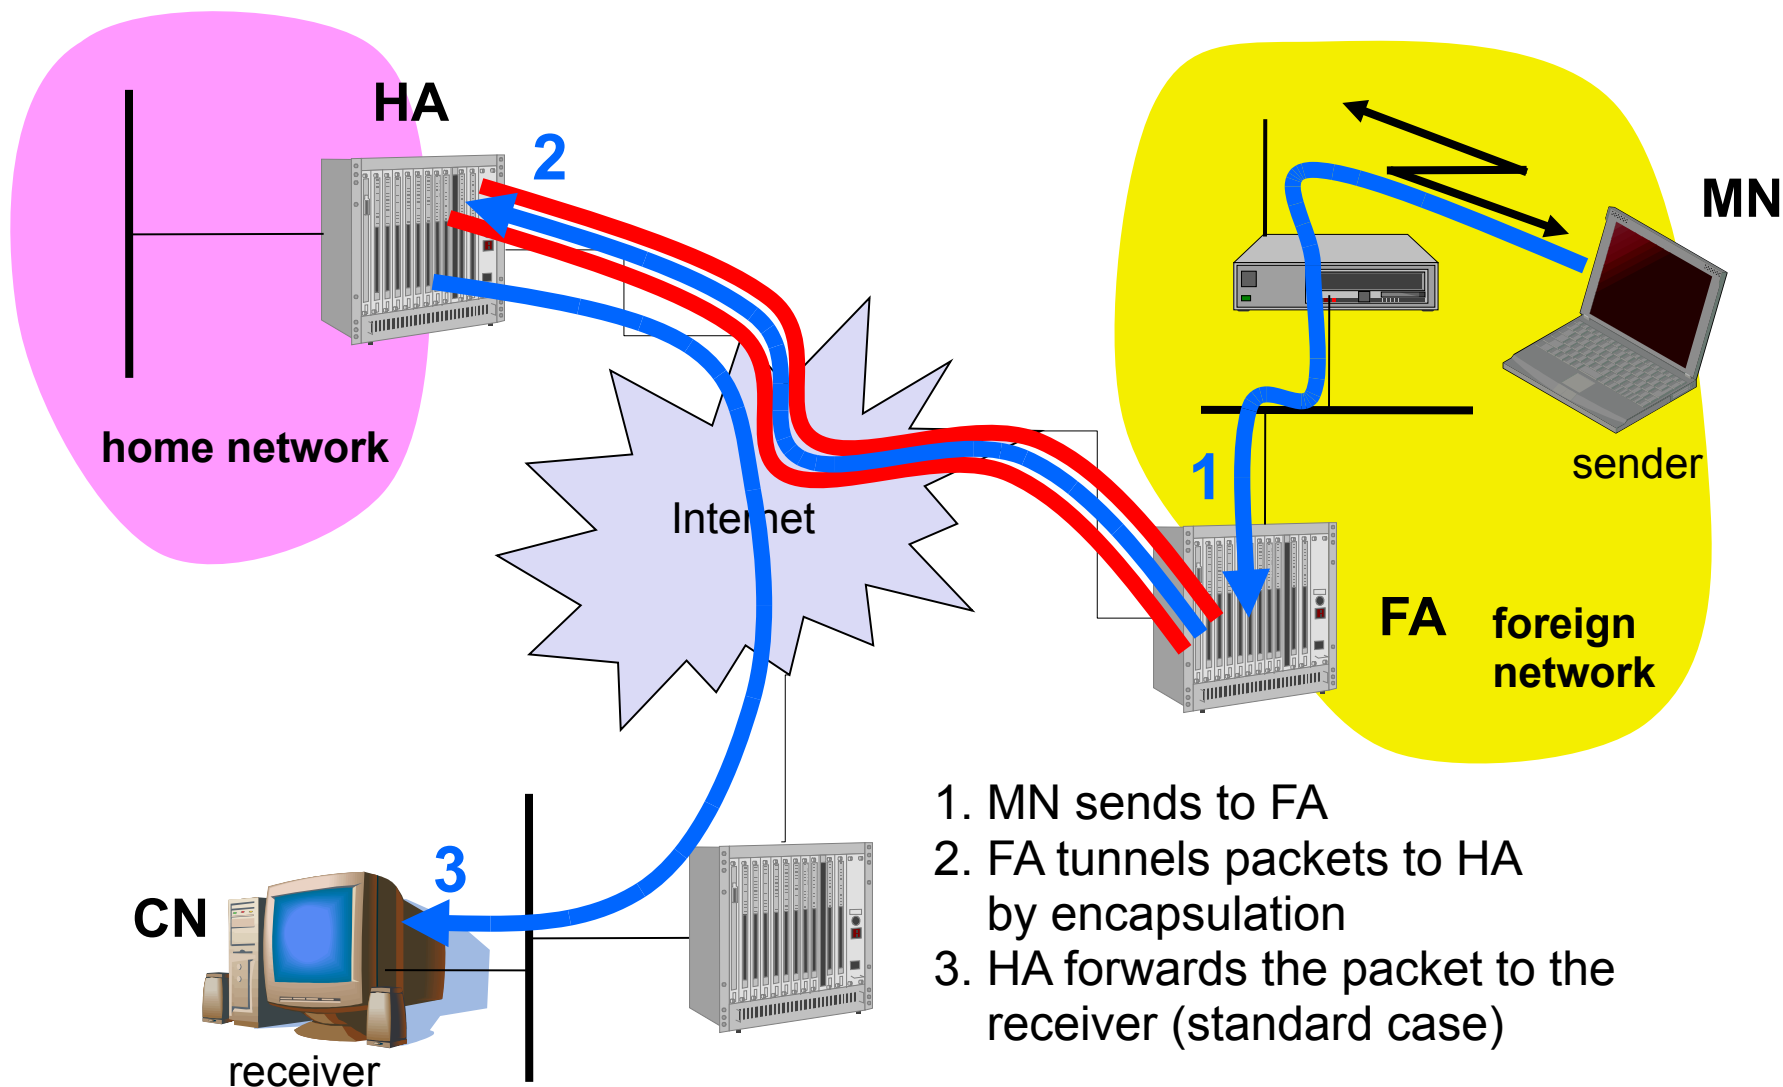 HA
2
MN
home network
1
sender
Internet
FA
foreign
network
1. MN sends to FA
2. FA tunnels packets to HA
by encapsulation
3. HA forwards the packet to the
receiver (standard case)
3
CN
receiver